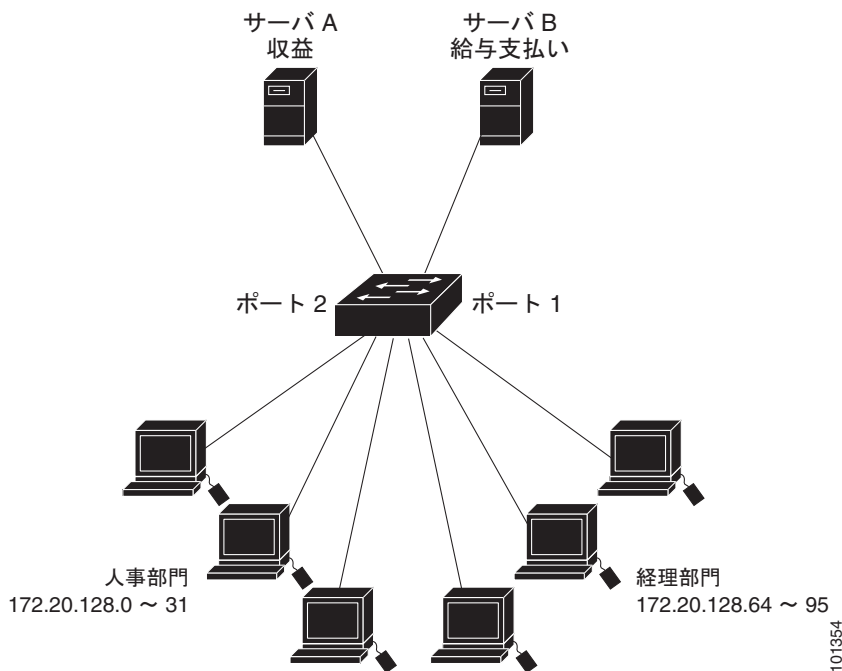 サーバ A
収益
サーバ B
給与支払い
ポート 2
ポート 1
人事部門
172.20.128.0 ～ 31
経理部門
172.20.128.64 ～ 95
101354